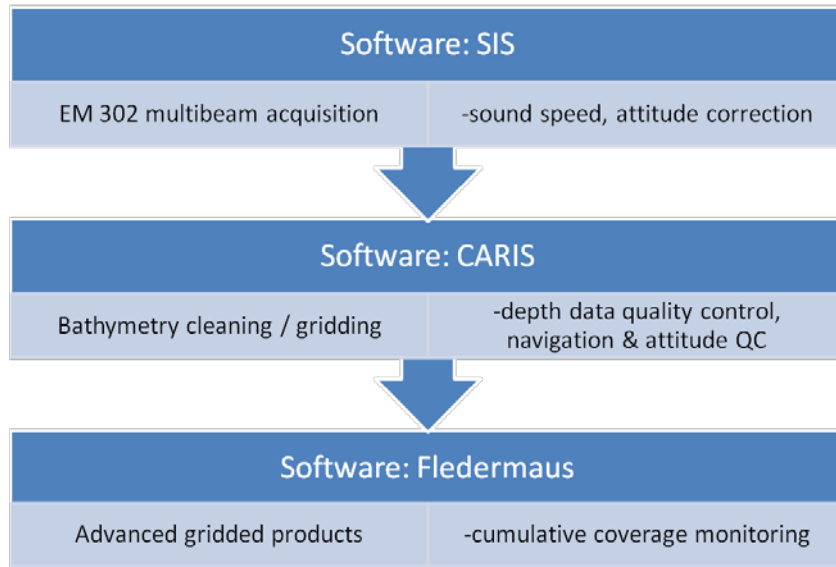 Software: SIS
EM 302 multibeam acquisition
-sound speed, attitude correction
Software: CARIS
Bathymetry cleaning / gridding
-depth data quality control,
navigation & attitude QC
Software: Fledermaus
Advanced gridded products
-cumulative coverage monitoring